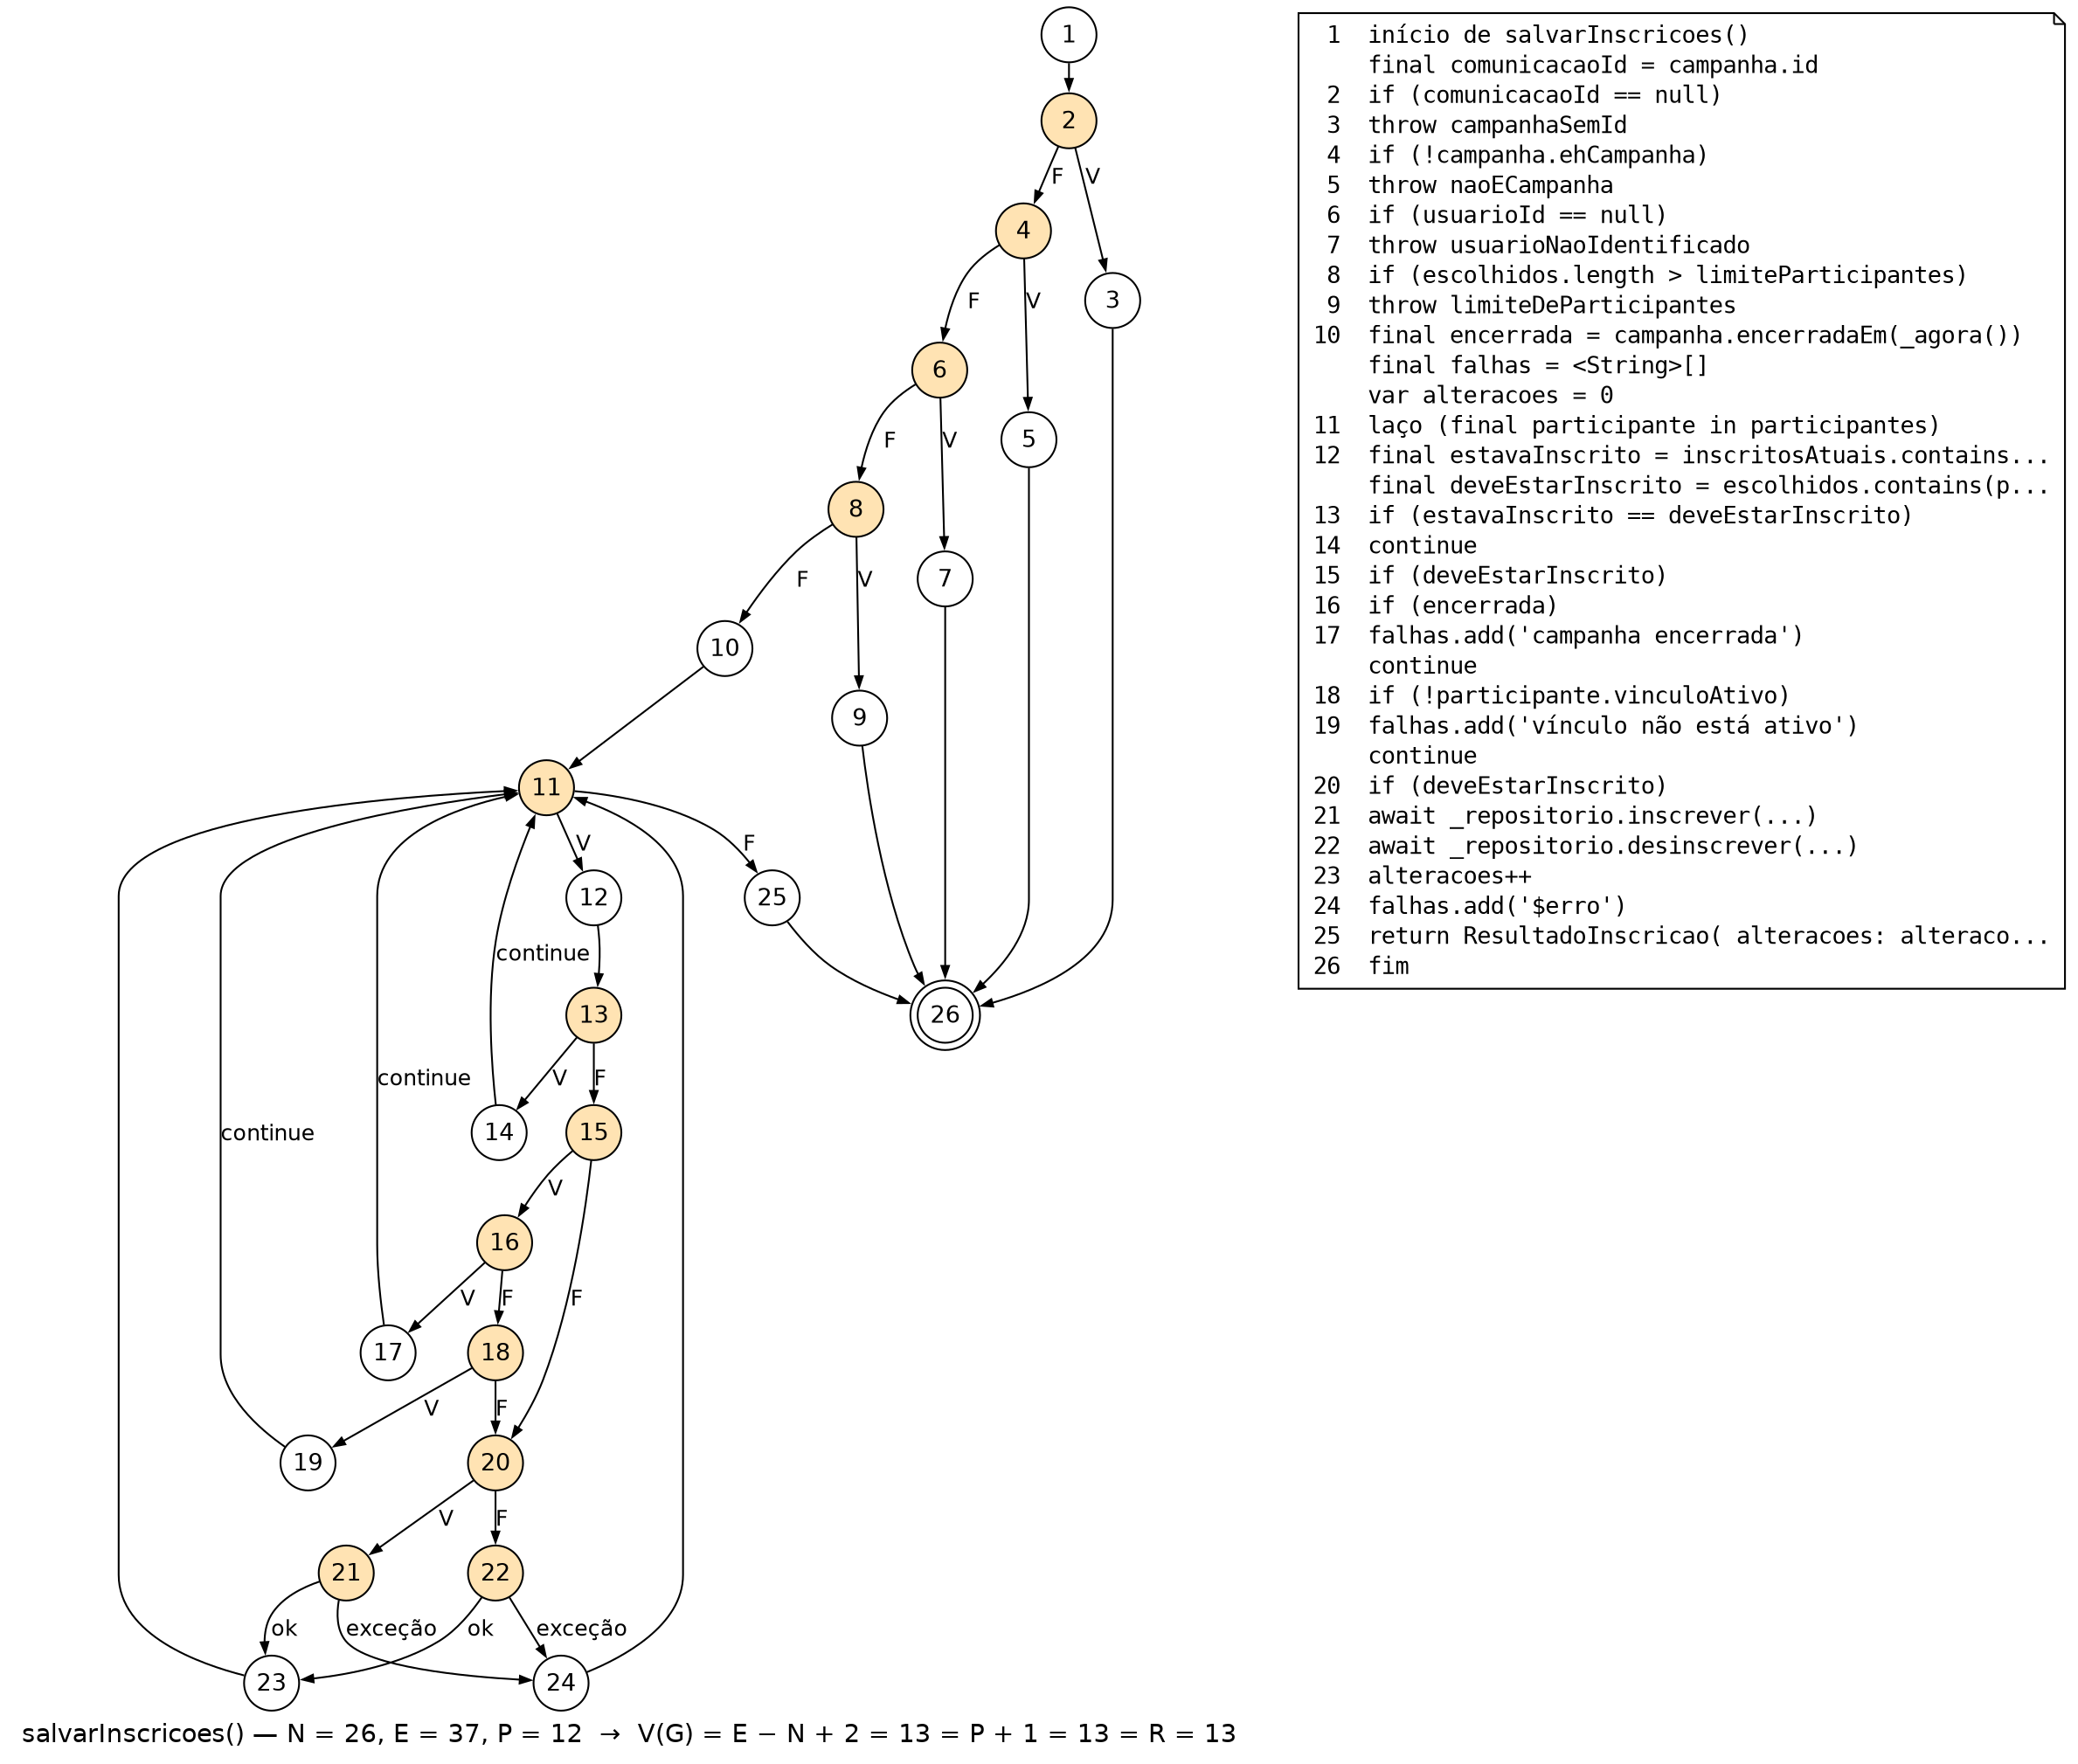 1
2
F
V
4
3
F
V
6
5
F
V
8
7
F
V
10
9
11
V
F
12
25
continue
13
26
continue
V
F
continue
14
15
V
16
V
F
F
17
18
V
F
19
20
V
F
21
22
ok
exceção
ok
exceção
23
24
1 início de salvarInscricoes()
final comunicacaoId = campanha.id
2 if (comunicacaoId == null)
3 throw campanhaSemId
4 if (!campanha.ehCampanha)
5 throw naoECampanha
6 if (usuarioId == null)
7 throw usuarioNaoIdentificado
8 if (escolhidos.length > limiteParticipantes)
9 throw limiteDeParticipantes
10 final encerrada = campanha.encerradaEm(_agora())
final falhas = <String>[]
var alteracoes = 0
11 laço (final participante in participantes)
12 final estavaInscrito = inscritosAtuais.contains...
final deveEstarInscrito = escolhidos.contains(p...
13 if (estavaInscrito == deveEstarInscrito)
14 continue
15 if (deveEstarInscrito)
16 if (encerrada)
17 falhas.add('campanha encerrada')
continue
18 if (!participante.vinculoAtivo)
19 falhas.add('vínculo não está ativo')
continue
20 if (deveEstarInscrito)
21 await _repositorio.inscrever(...)
22 await _repositorio.desinscrever(...)
23 alteracoes++
24 falhas.add('$erro')
25 return ResultadoInscricao( alteracoes: alteraco...
26 fim
salvarInscricoes() — N = 26, E = 37, P = 12 → V(G) = E − N + 2 = 13 = P + 1 = 13 = R = 13